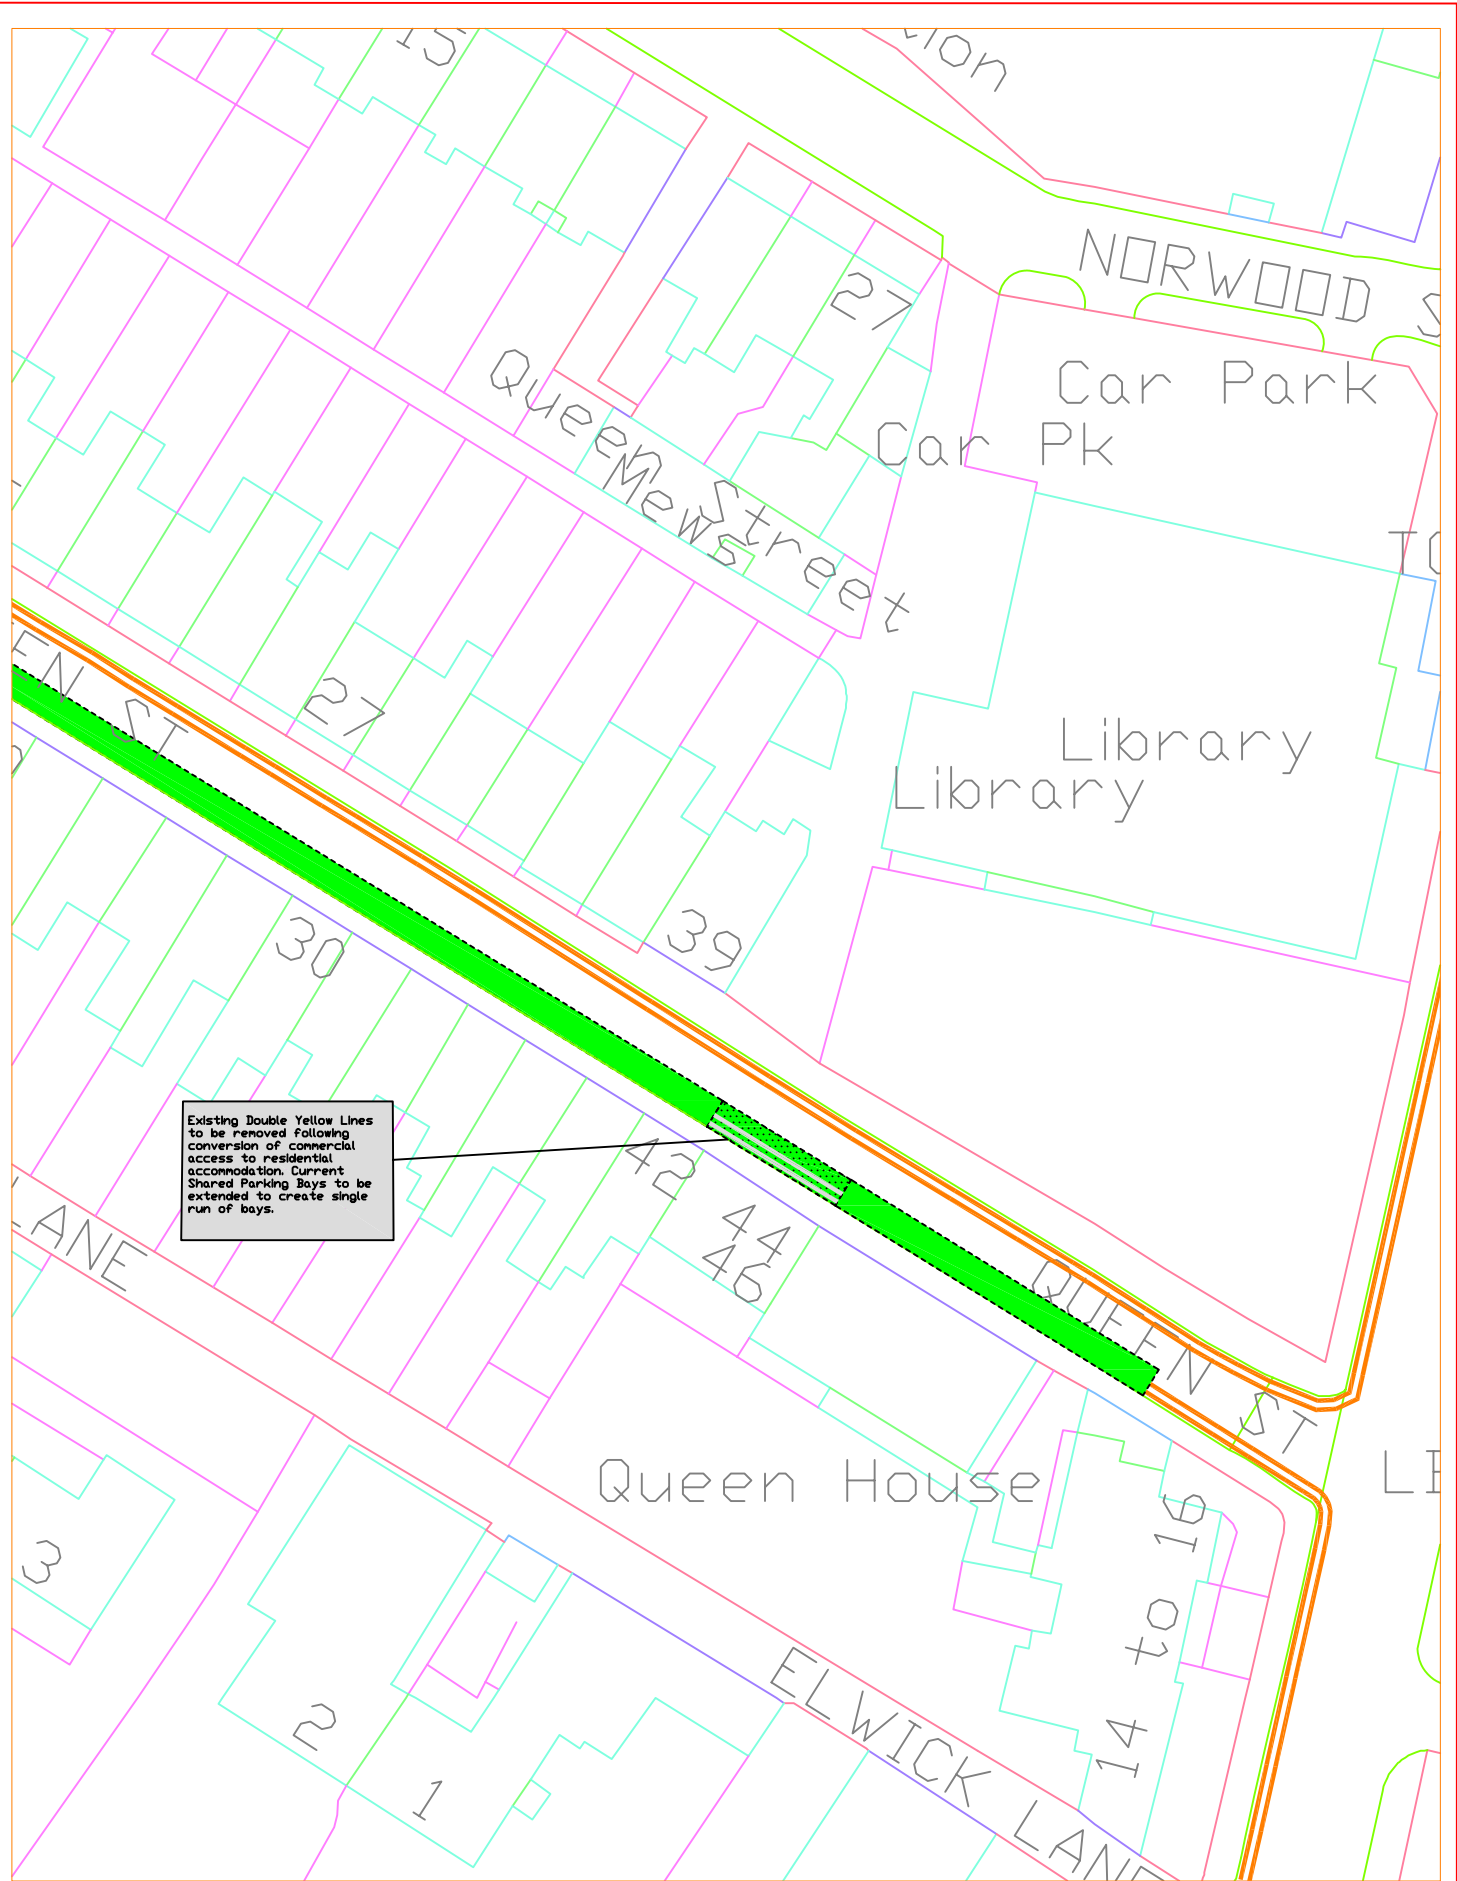 15
NORWOOD
27
Car Park
Car Pk
Queen Street
Mews
EN ST
27
Library
Library
39
30
Existing Double Yellow Lines
to be removed following
conversion of commercial
access to residential
accommodation. Current
Shared Parking Bays to be
extended to create single
run of bays.
42
44
46
LANE
QUEEN ST
Queen House
3
14 to 16
2
1
ELWICK LANE